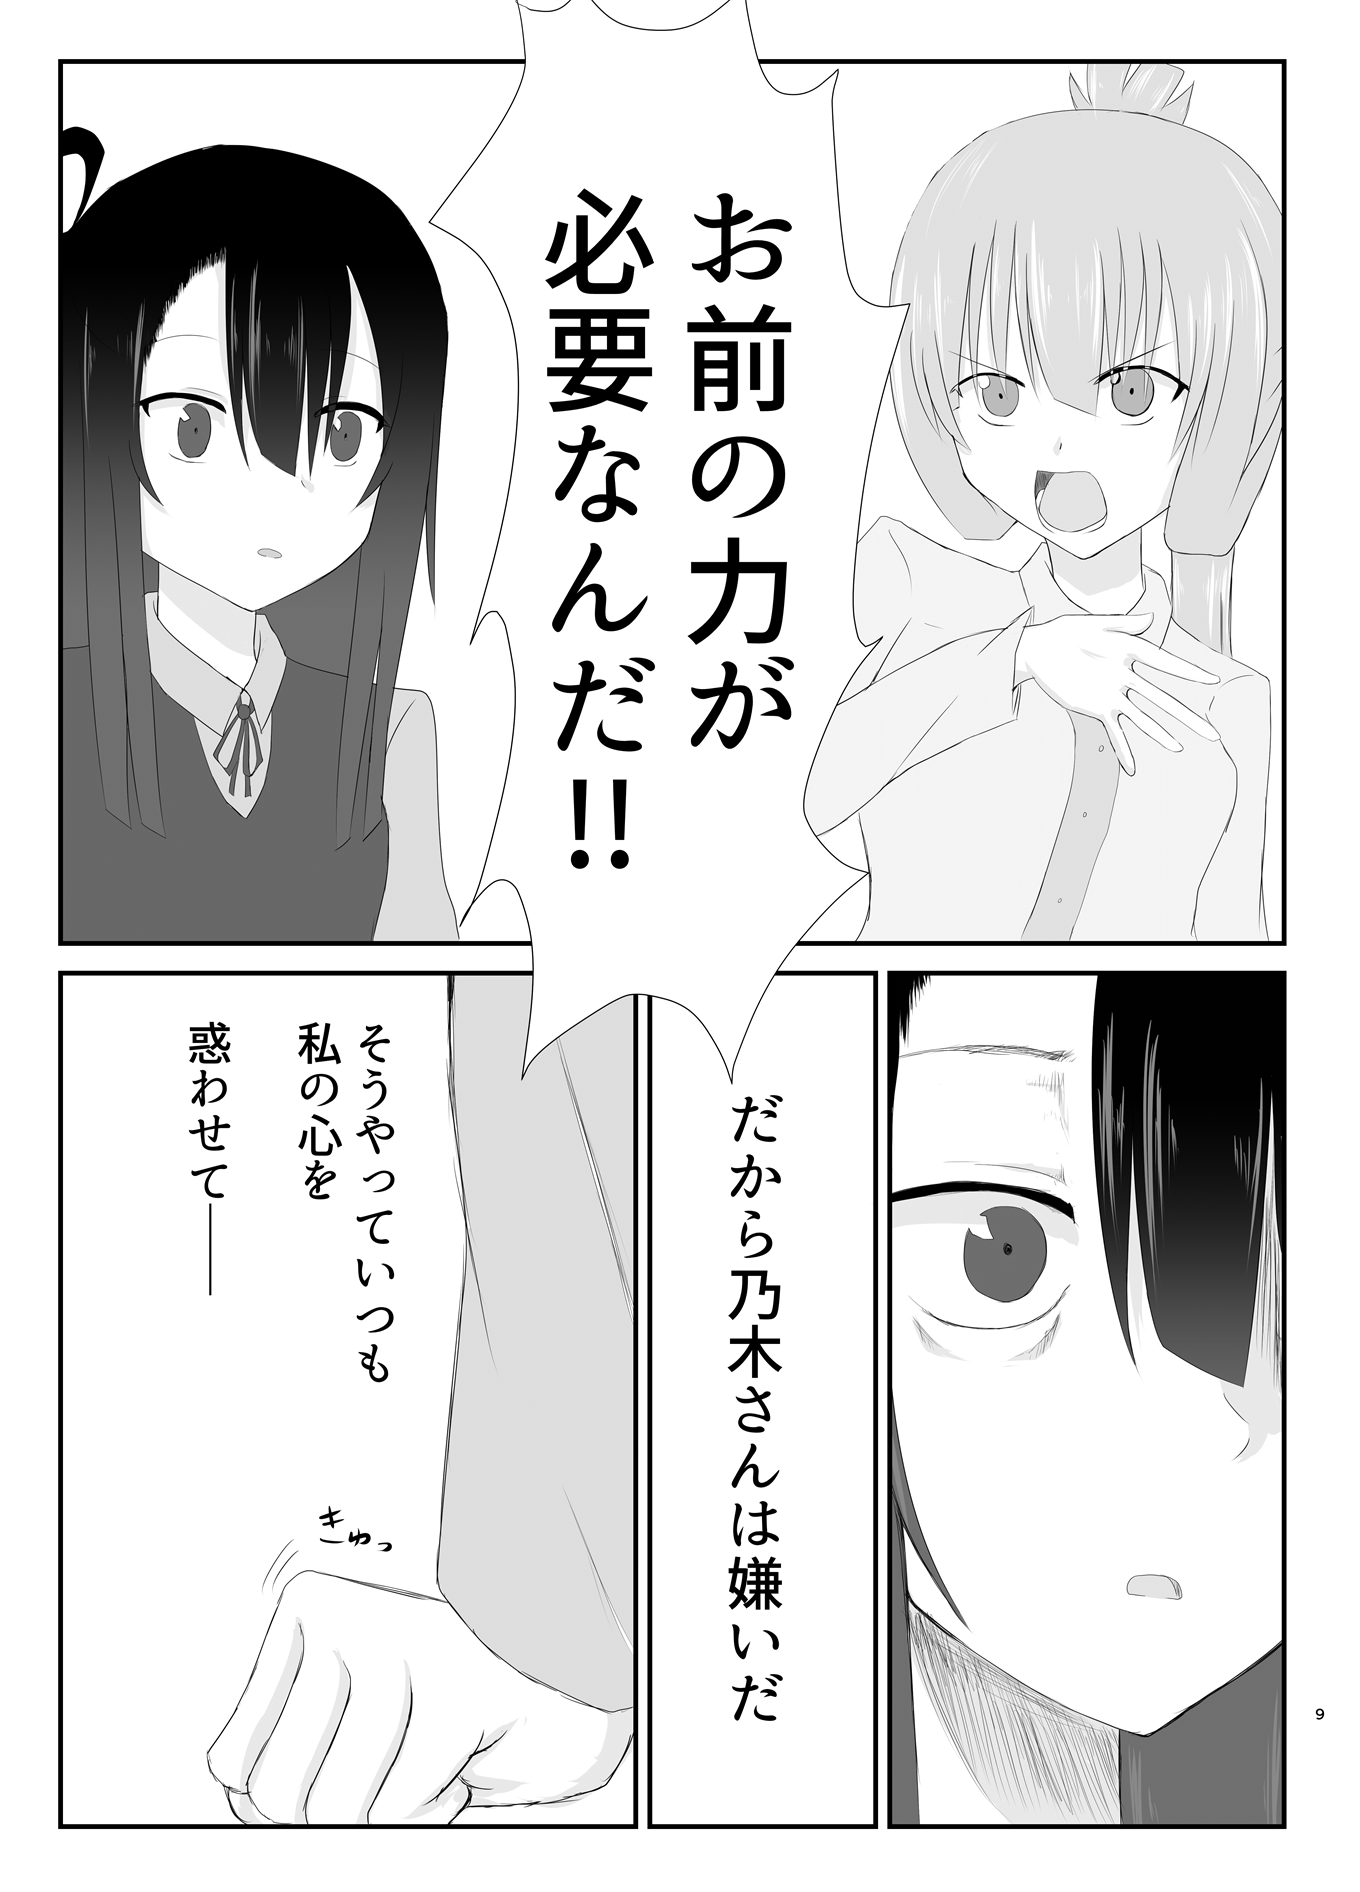 お前の力が
必要なんだ!!
だから乃木さんは嫌いだ
そうやっていつも
私の心を
惑わせて――
きゅっ
9